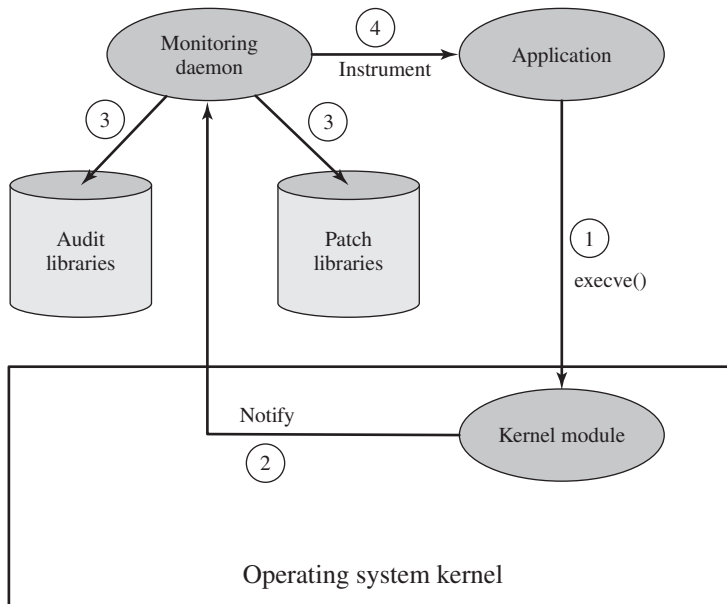 4
Monitoring
daemon
Instrument
Application
3
3
Audit
libraries
Patch
libraries
1
execve()
Notify
2
Kernel module
Operating system kernel